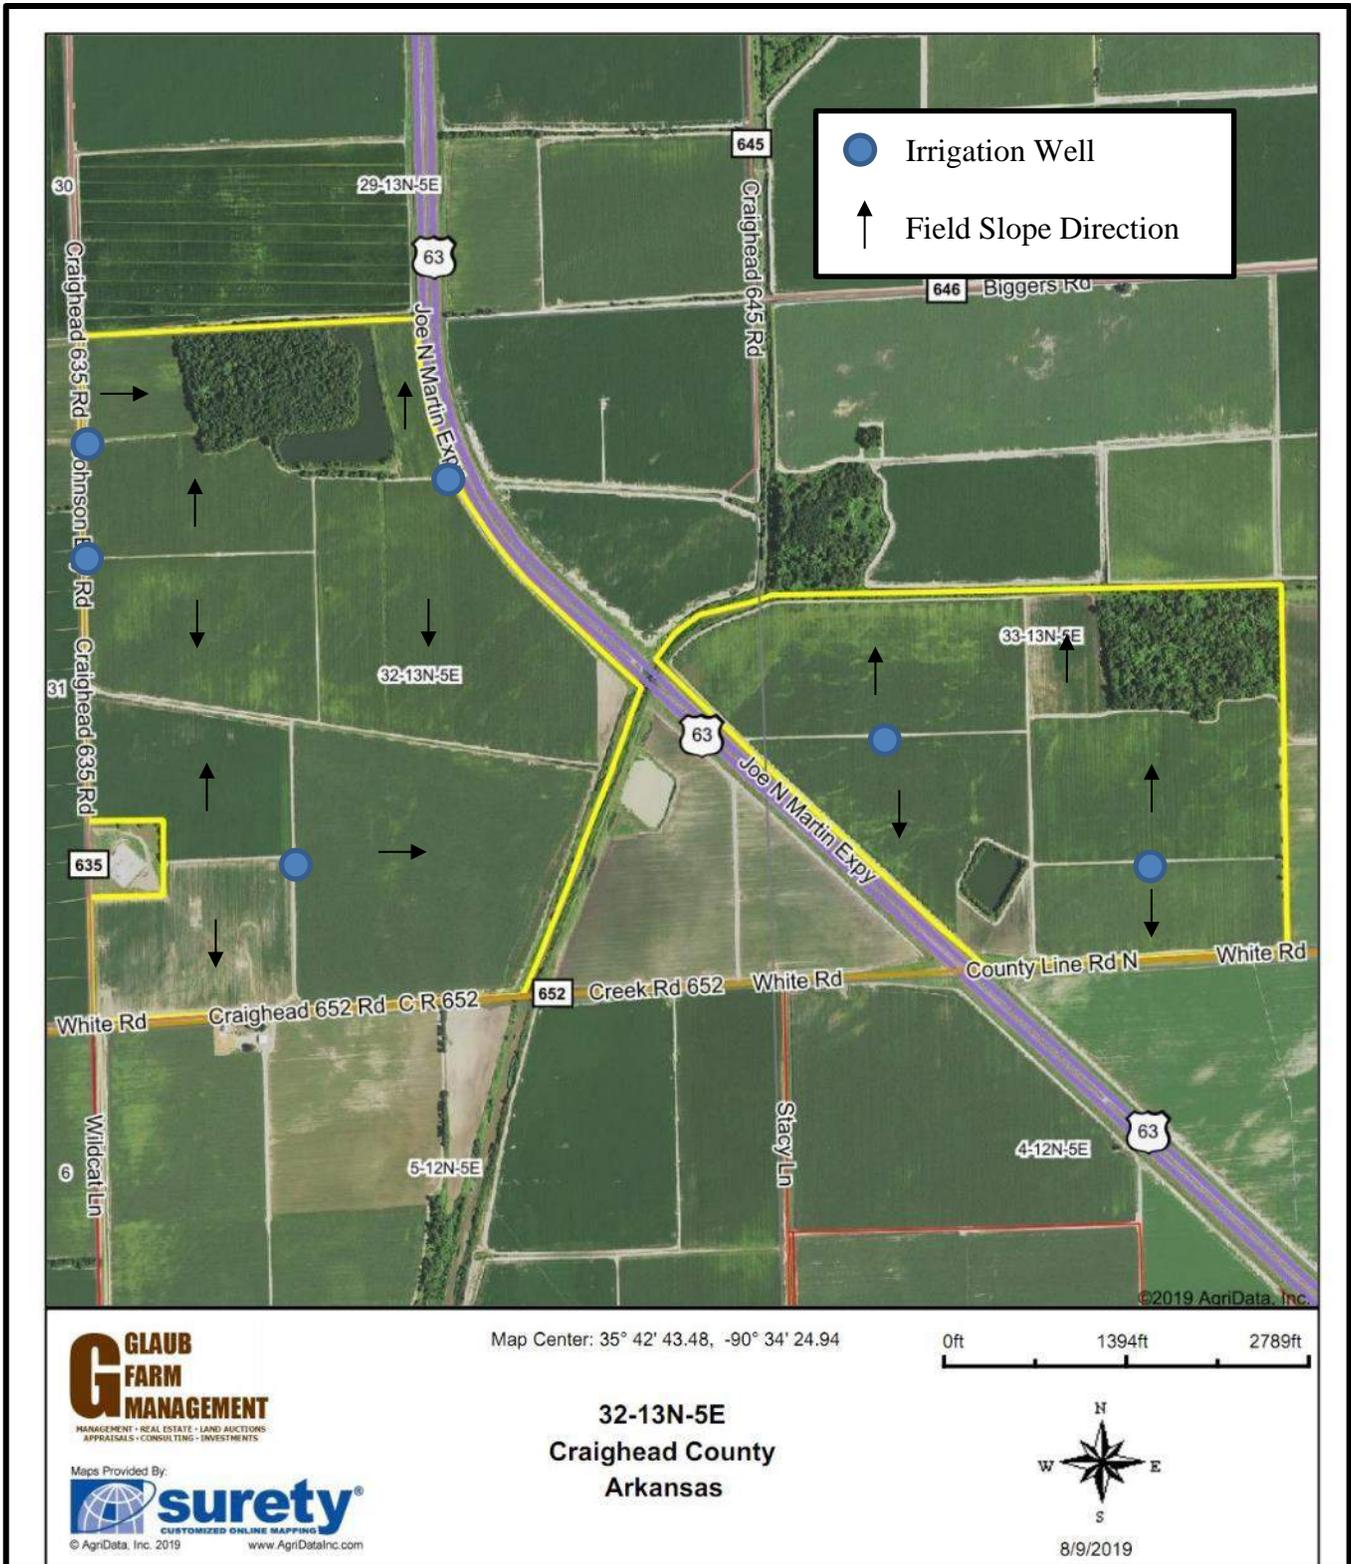 Irrigation Well
Field Slope Direction
645
30
29-13N-5E
63
Craighead 645 Rd
646
Biggers Rd
Craighead 635 Rd
Joe N Martin Expy
Rd
33-13N-5E
32-13N-5E
31
Craighead 635 Rd
63
Joe N Martin Expy
635
White Rd
County Line Rd N
White Rd
Creek Rd 652
652
Craighead 652 Rd
C R 652
White Rd
Wildcat Ln
Stacy Ln
63
4-12N-5E
5-12N-5E
6
©2019 AgriData, Inc.
GLAUB
FARM
MANAGEMENT
MANAGEMENT • REAL ESTATE • LAND AUCTIONS
APPRAISALS • CONSULTING • INVESTMENTS
Map Center: 35° 42' 43.48, -90° 34' 24.94
0ft 1394ft 2789ft
32-13N-5E
Craighead County
Arkansas
N
W E
S
8/9/2019
Maps Provided By:
surety®
CUSTOMIZED ONLINE MAPPING
© AgriData, Inc. 2019 www.AgriDataInc.com